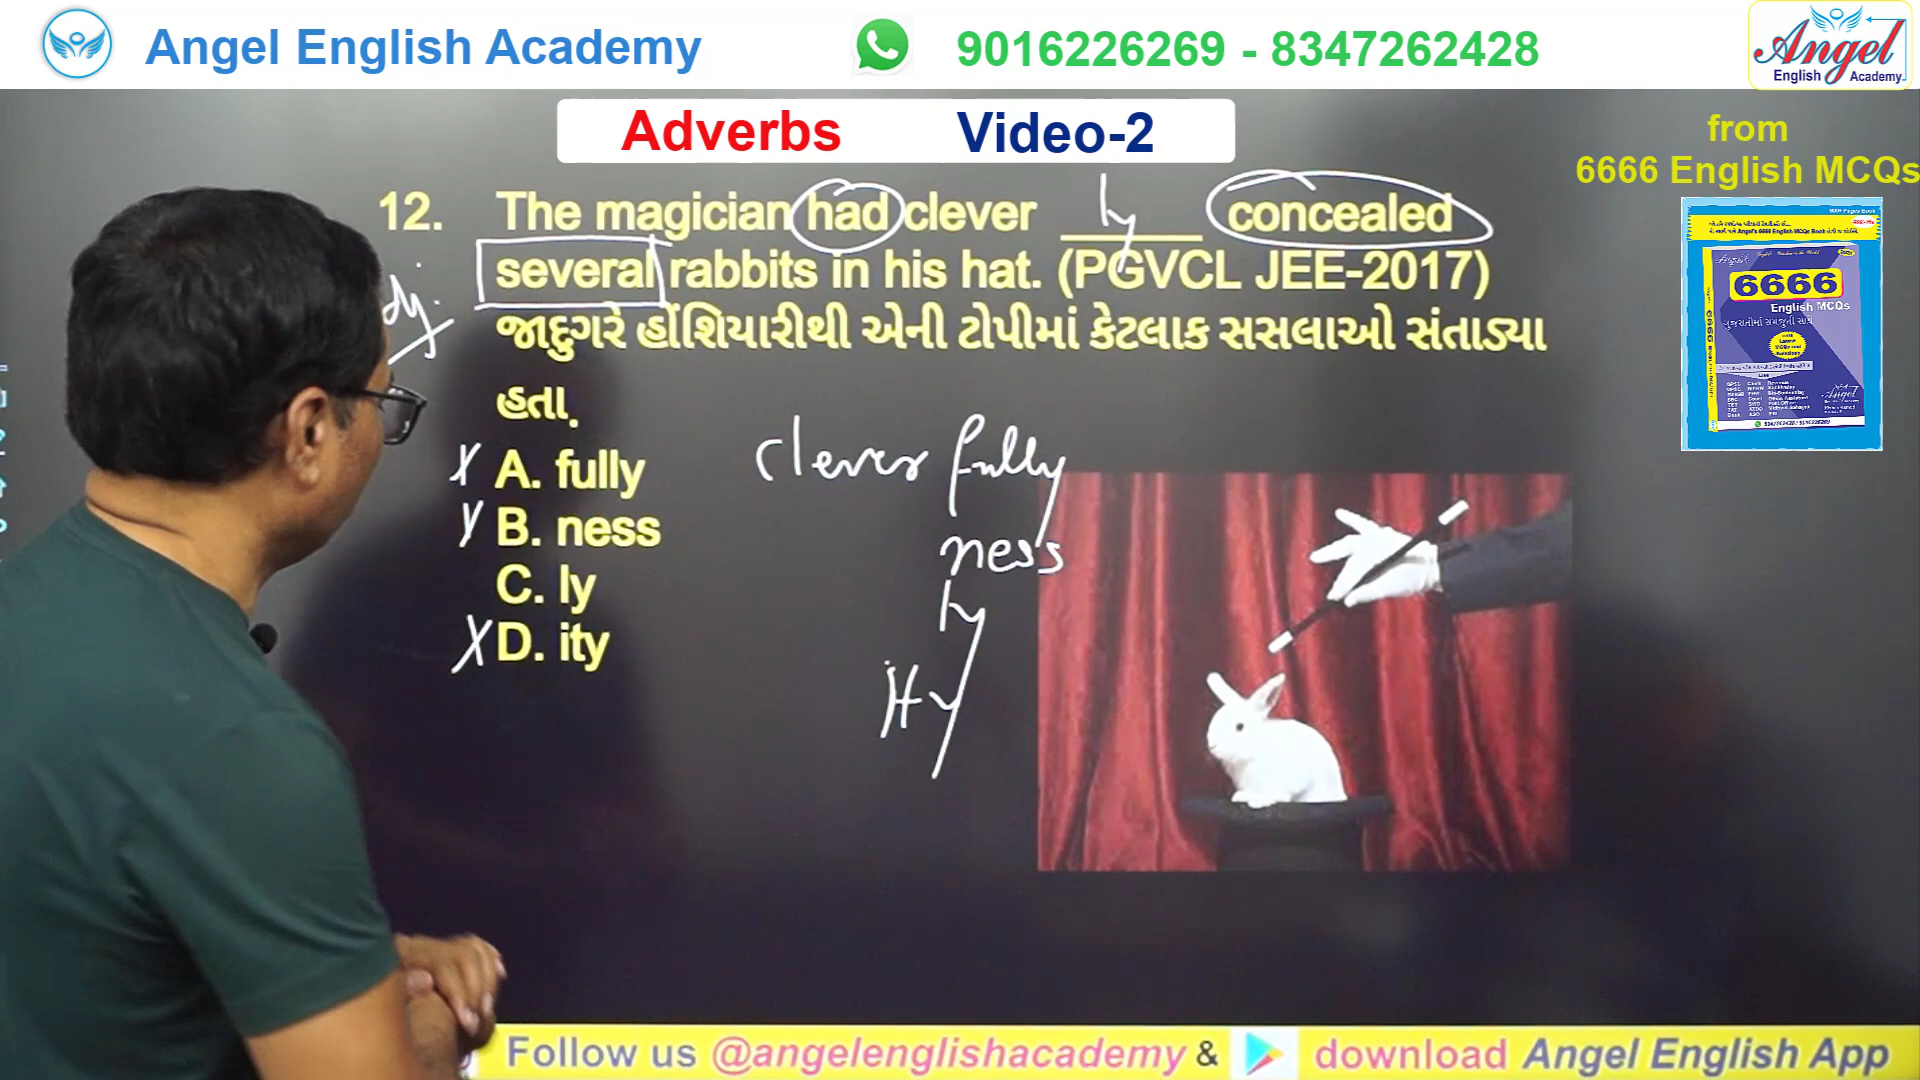 Angel English Academy
9016226269 - 8347262428
Angel
English Academy
Adverbs Video-2
from
6666 English MCQs
6666
English MCQs
12. The magician had clever ly concealed
several rabbits in his hat. (PGVCL JEE-2017)
adj.
જાદુગરે હોંશિયારીથી એની ટોપીમાં કેટલાક સસલાઓ સંતાડ્યા
હતા.
X A. fully
X B. ness
C. ly
X D. ity
clever fully
ness
ly
ity
Follow us @angelenglishacademy & download Angel English App